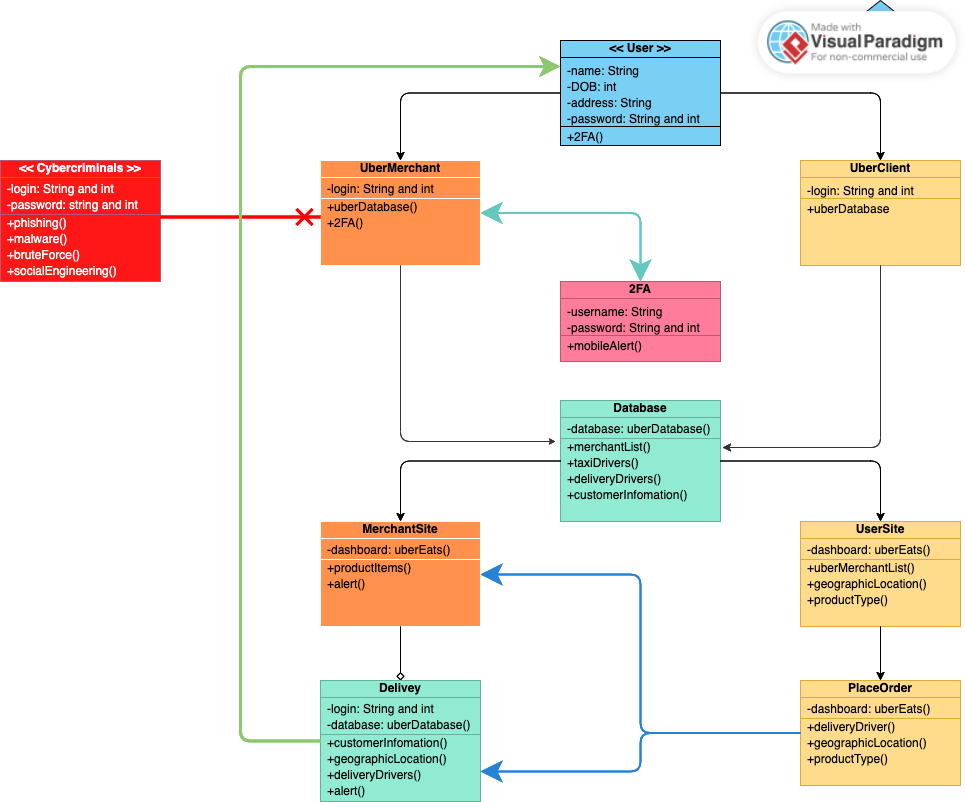 Made with
VisualParadigm
For non-commercial use
<< User >>
-name: String
-DOB: int
-address: String
-password: String and int
+2FA()
<< Cybercriminals >>
-login: String and int
-password: string and int
+phishing()
+malware()
+bruteForce()
+socialEngineering()
UberMerchant
-login: String and int
+uberDatabase()
+2FA()
UberClient
-login: String and int
+uberDatabase
2FA
-username: String
-password: String and int
+mobileAlert()
Database
-database: uberDatabase()
+merchantList()
+taxiDrivers()
+deliveryDrivers()
+customerInfomation()
MerchantSite
-dashboard: uberEats()
+productItems()
+alert()
UserSite
-dashboard: uberEats()
+uberMerchantList()
+geographicLocation()
+productType()
Delivey
-login: String and int
-database: uberDatabase()
+customerInfomation()
+geographicLocation()
+deliveryDrivers()
+alert()
PlaceOrder
-dashboard: uberEats()
+deliveryDriver()
+geographicLocation()
+productType()